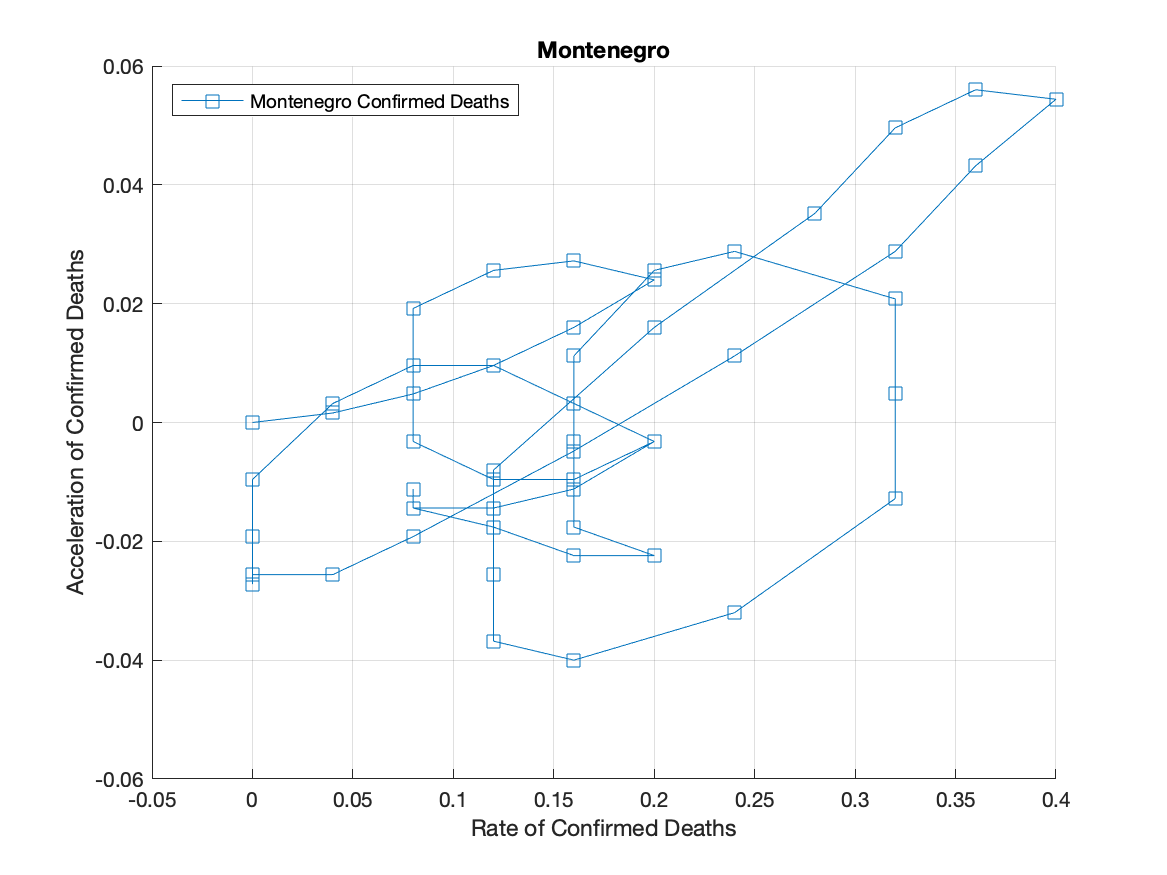 Montenegro
0.06
Montenegro Confirmed Deaths
0.04
0.02
0
-0.02
-0.04
-0.06
Acceleration of Confirmed Deaths
-0.05 0 0.05 0.1 0.15 0.2 0.25 0.3 0.35 0.4
Rate of Confirmed Deaths